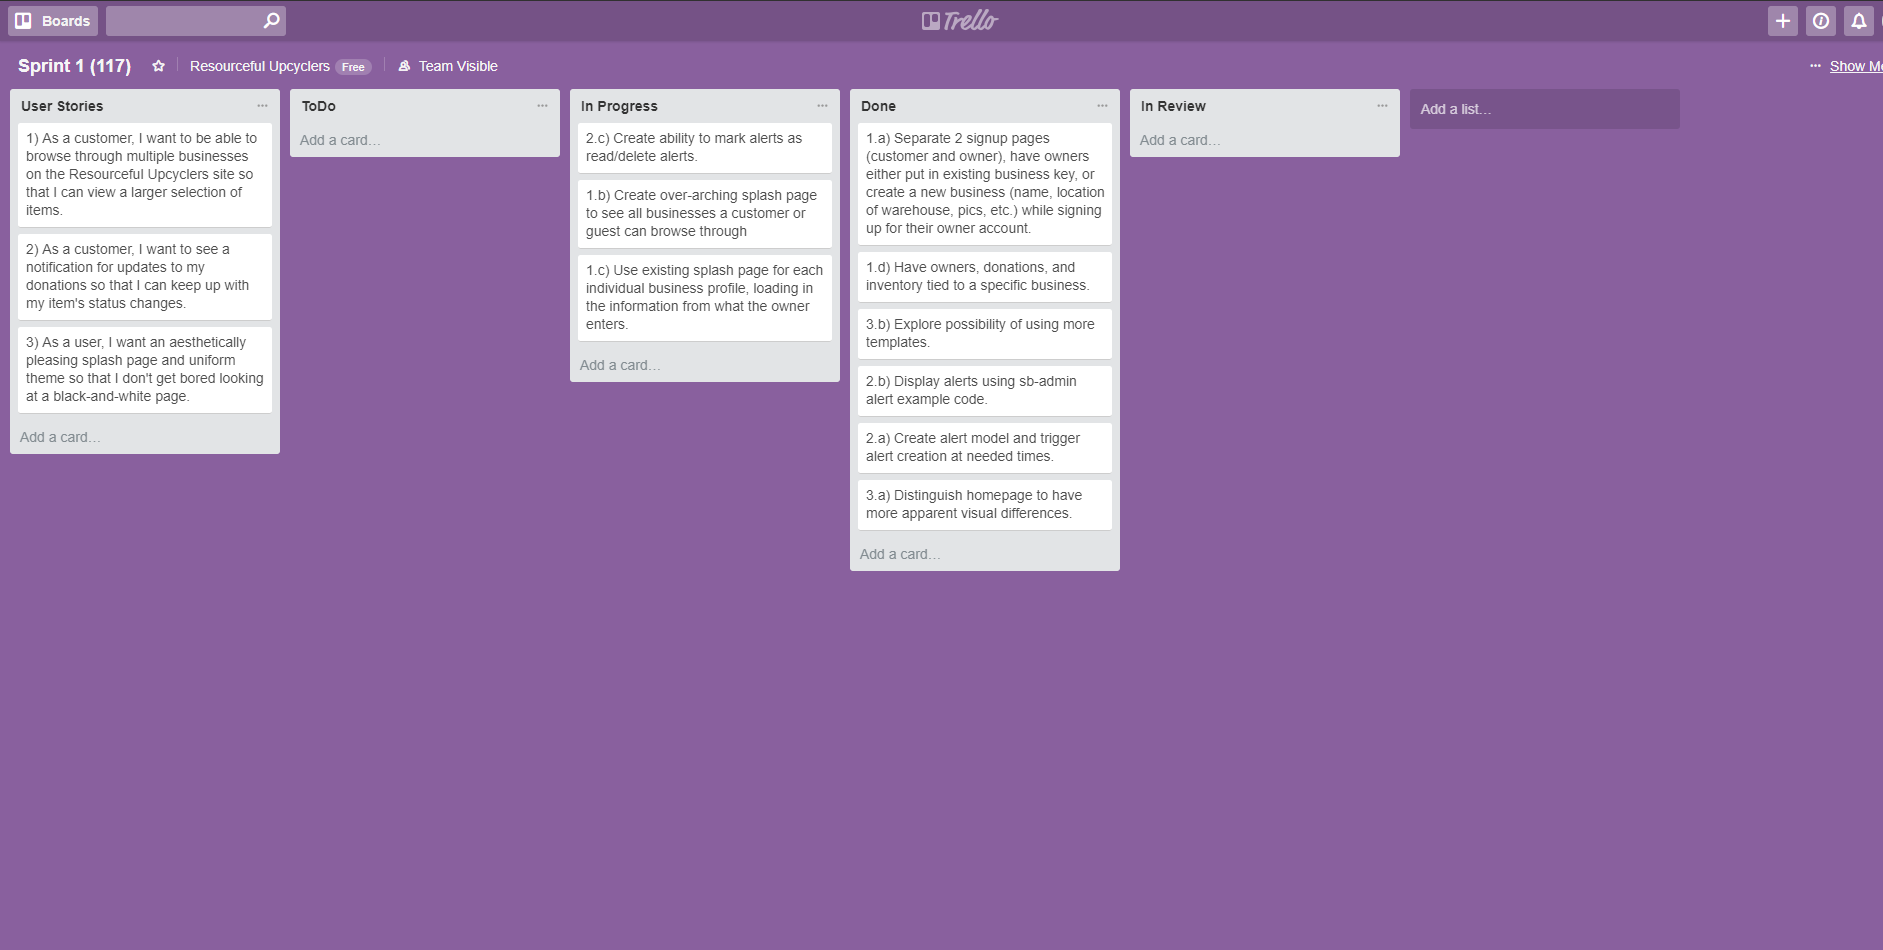 Boards
Trello
Sprint 1 (117)
Resourceful Upcyclers Free
Team Visible
... Show Me
User Stories ...
1) As a customer, I want to be able to
browse through multiple businesses
on the Resourceful Upcyclers site so
that I can view a larger selection of
items.
2) As a customer, I want to see a
notification for updates to my
donations so that I can keep up with
my item's status changes.
3) As a user, I want an aesthetically
pleasing splash page and uniform
theme so that I don't get bored looking
at a black-and-white page.
Add a card...
ToDo ...
Add a card...
In Progress ...
2.c) Create ability to mark alerts as
read/delete alerts.
1.b) Create over-arching splash page
to see all businesses a customer or
guest can browse through
1.c) Use existing splash page for each
individual business profile, loading in
the information from what the owner
enters.
Add a card...
Done ...
1.a) Separate 2 signup pages
(customer and owner), have owners
either put in existing business key, or
create a new business (name, location
of warehouse, pics, etc.) while signing
up for their owner account.
1.d) Have owners, donations, and
inventory tied to a specific business.
3.b) Explore possibility of using more
templates.
2.b) Display alerts using sb-admin
alert example code.
2.a) Create alert model and trigger
alert creation at needed times.
3.a) Distinguish homepage to have
more apparent visual differences.
Add a card...
In Review ...
Add a card...
Add a list...